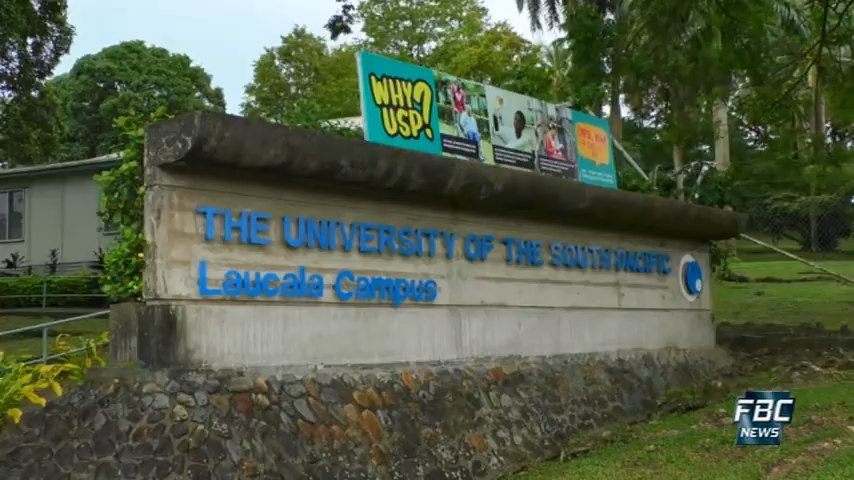 WHY
USP?
THE UNIVERSITY OF THE SOUTH PACIFIC
Laucala Campus
FBC
NEWS